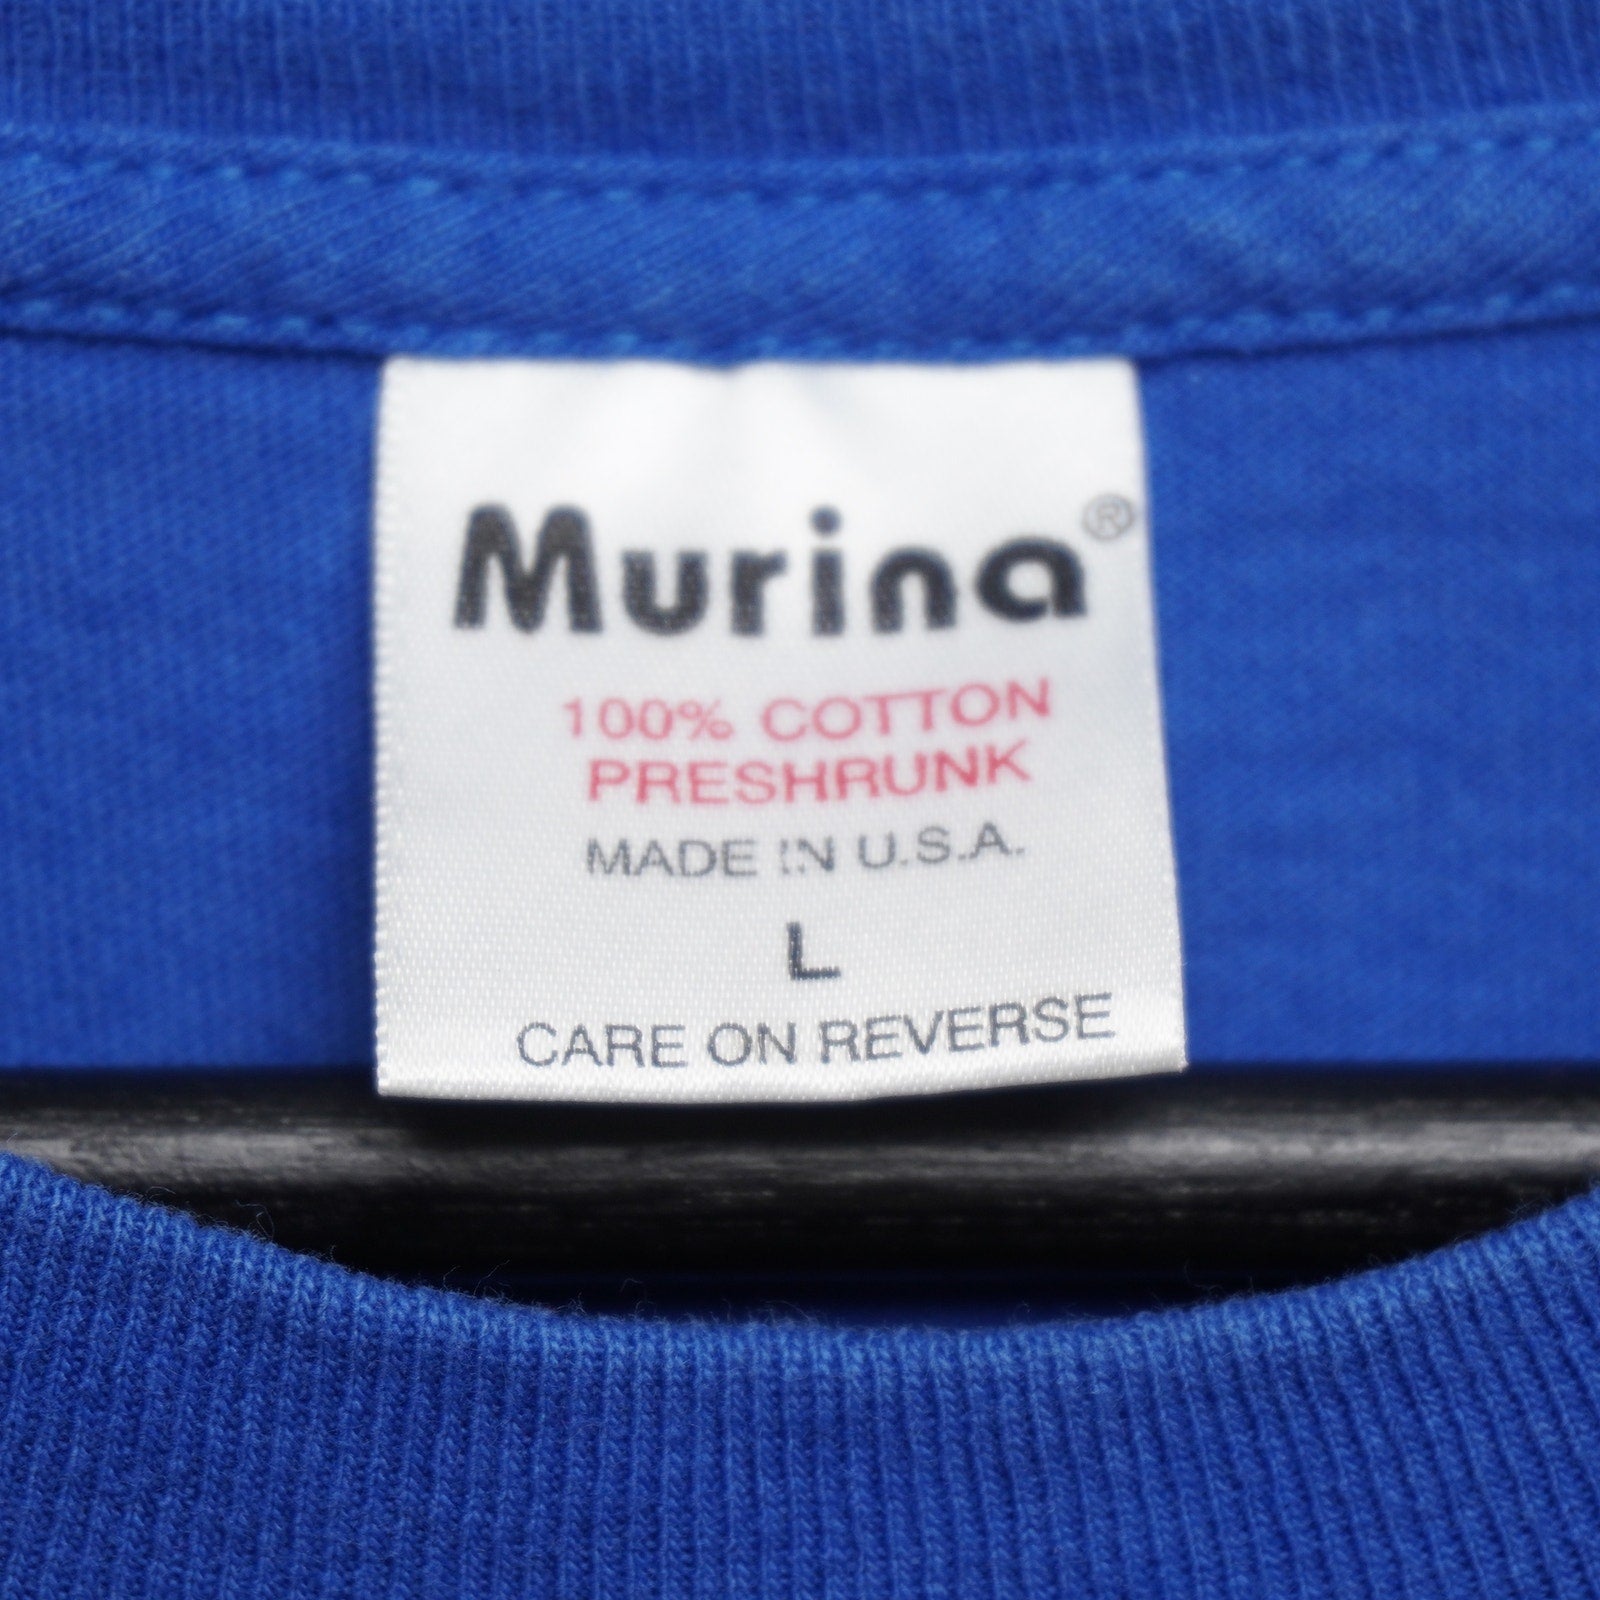 Murina®
100% COTTON
PRESHRUNK
MADE IN U.S.A.
L
CARE ON REVERSE